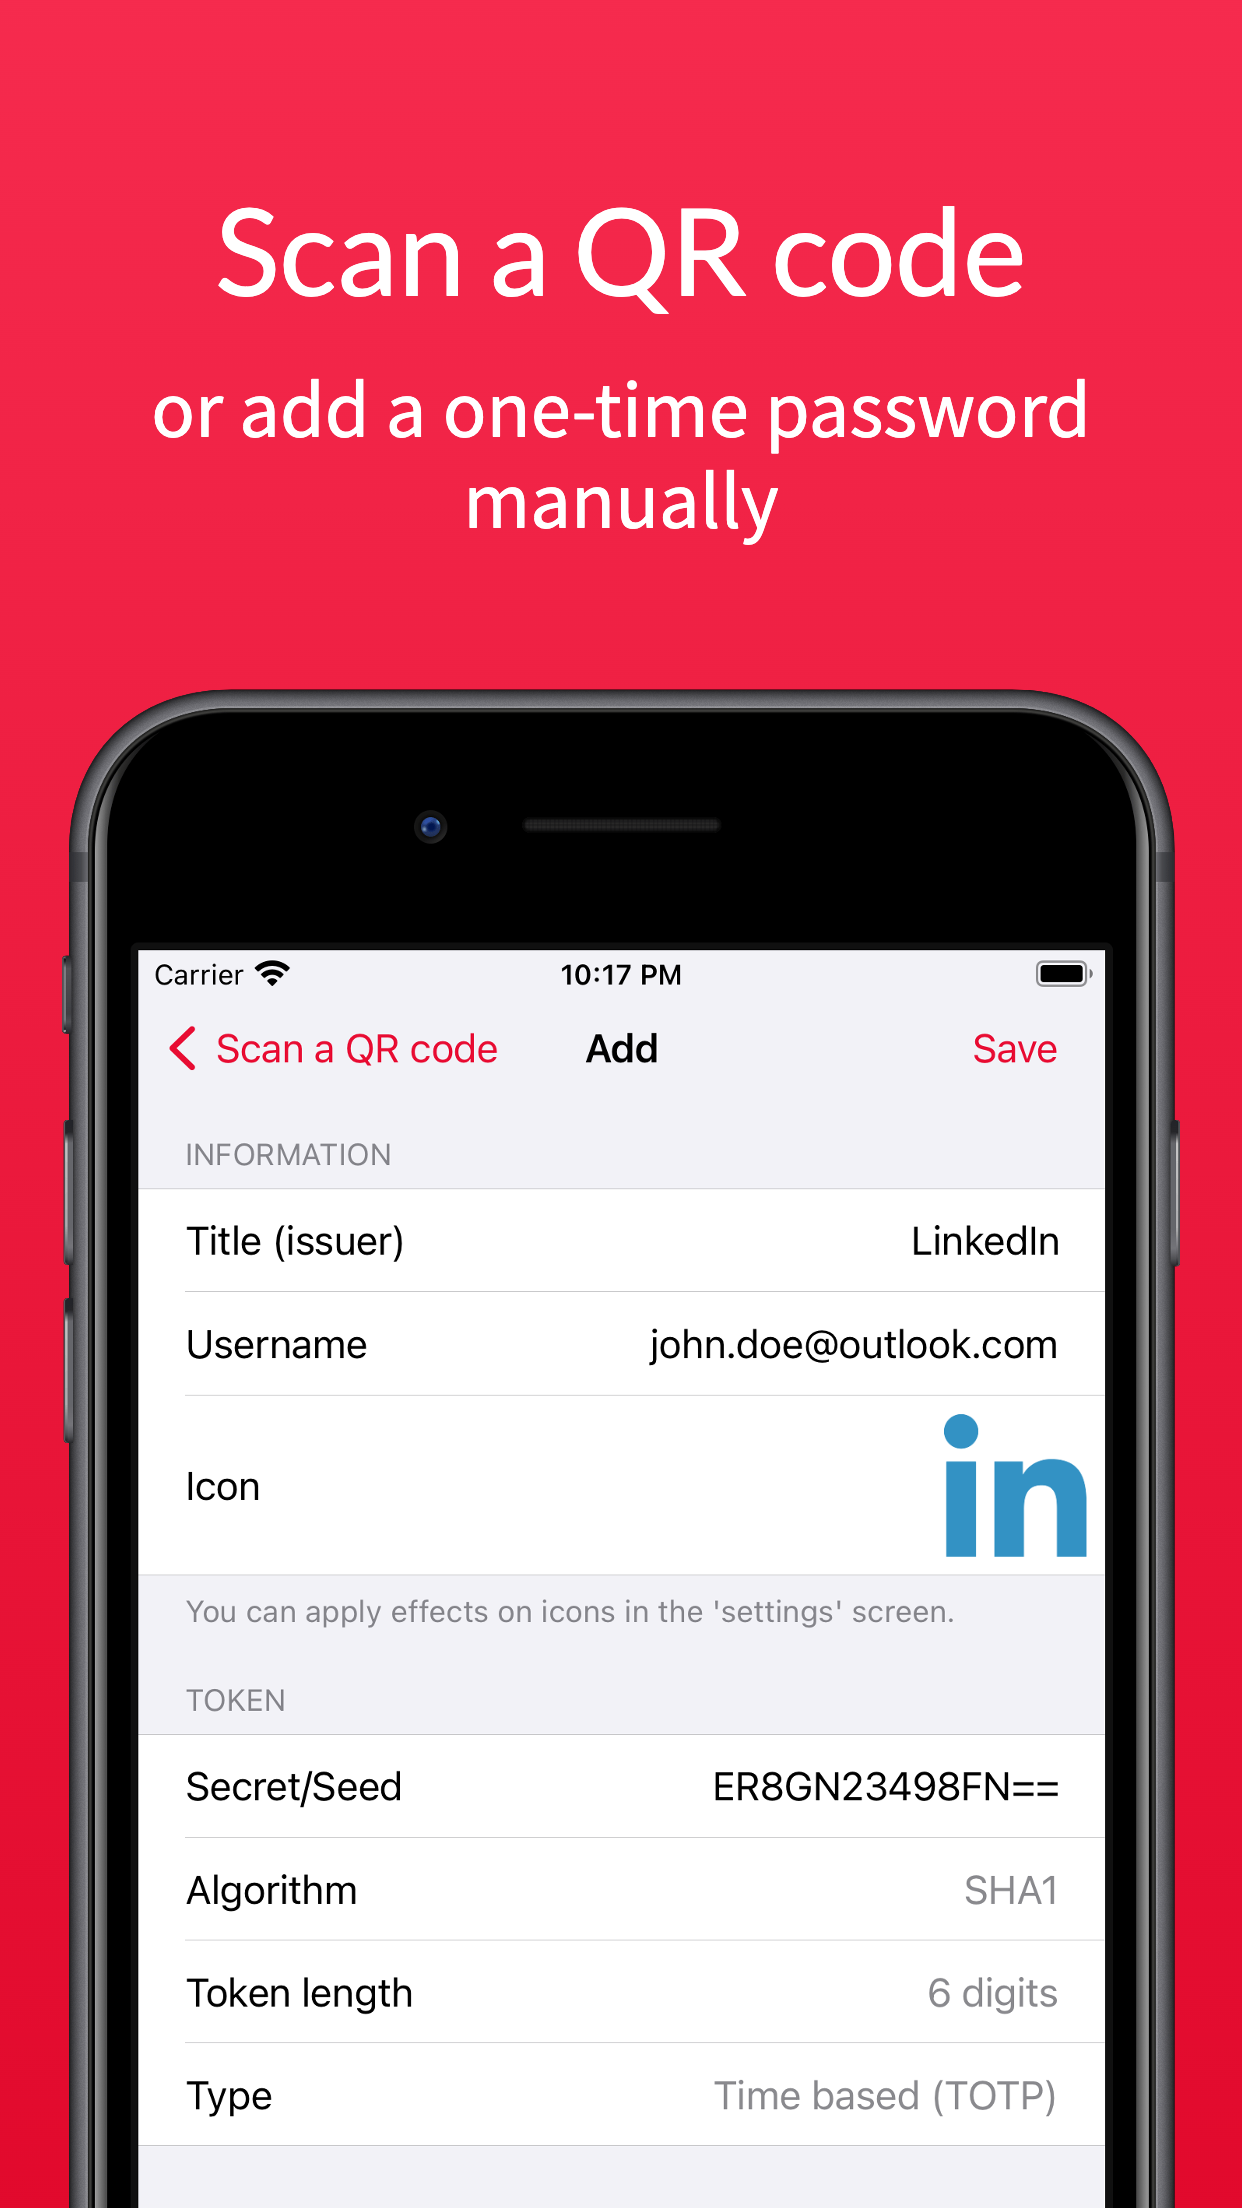 Scan a QR code
or add a one-time password
manually
Carrier 10:17 PM
Scan a QR code Add Save
INFORMATION
Title (issuer) LinkedIn
Username john.doe@outlook.com
Icon in
You can apply effects on icons in the 'settings' screen.
TOKEN
Secret/Seed ER8GN23498FN==
Algorithm SHA1
Token length 6 digits
Type Time based (TOTP)